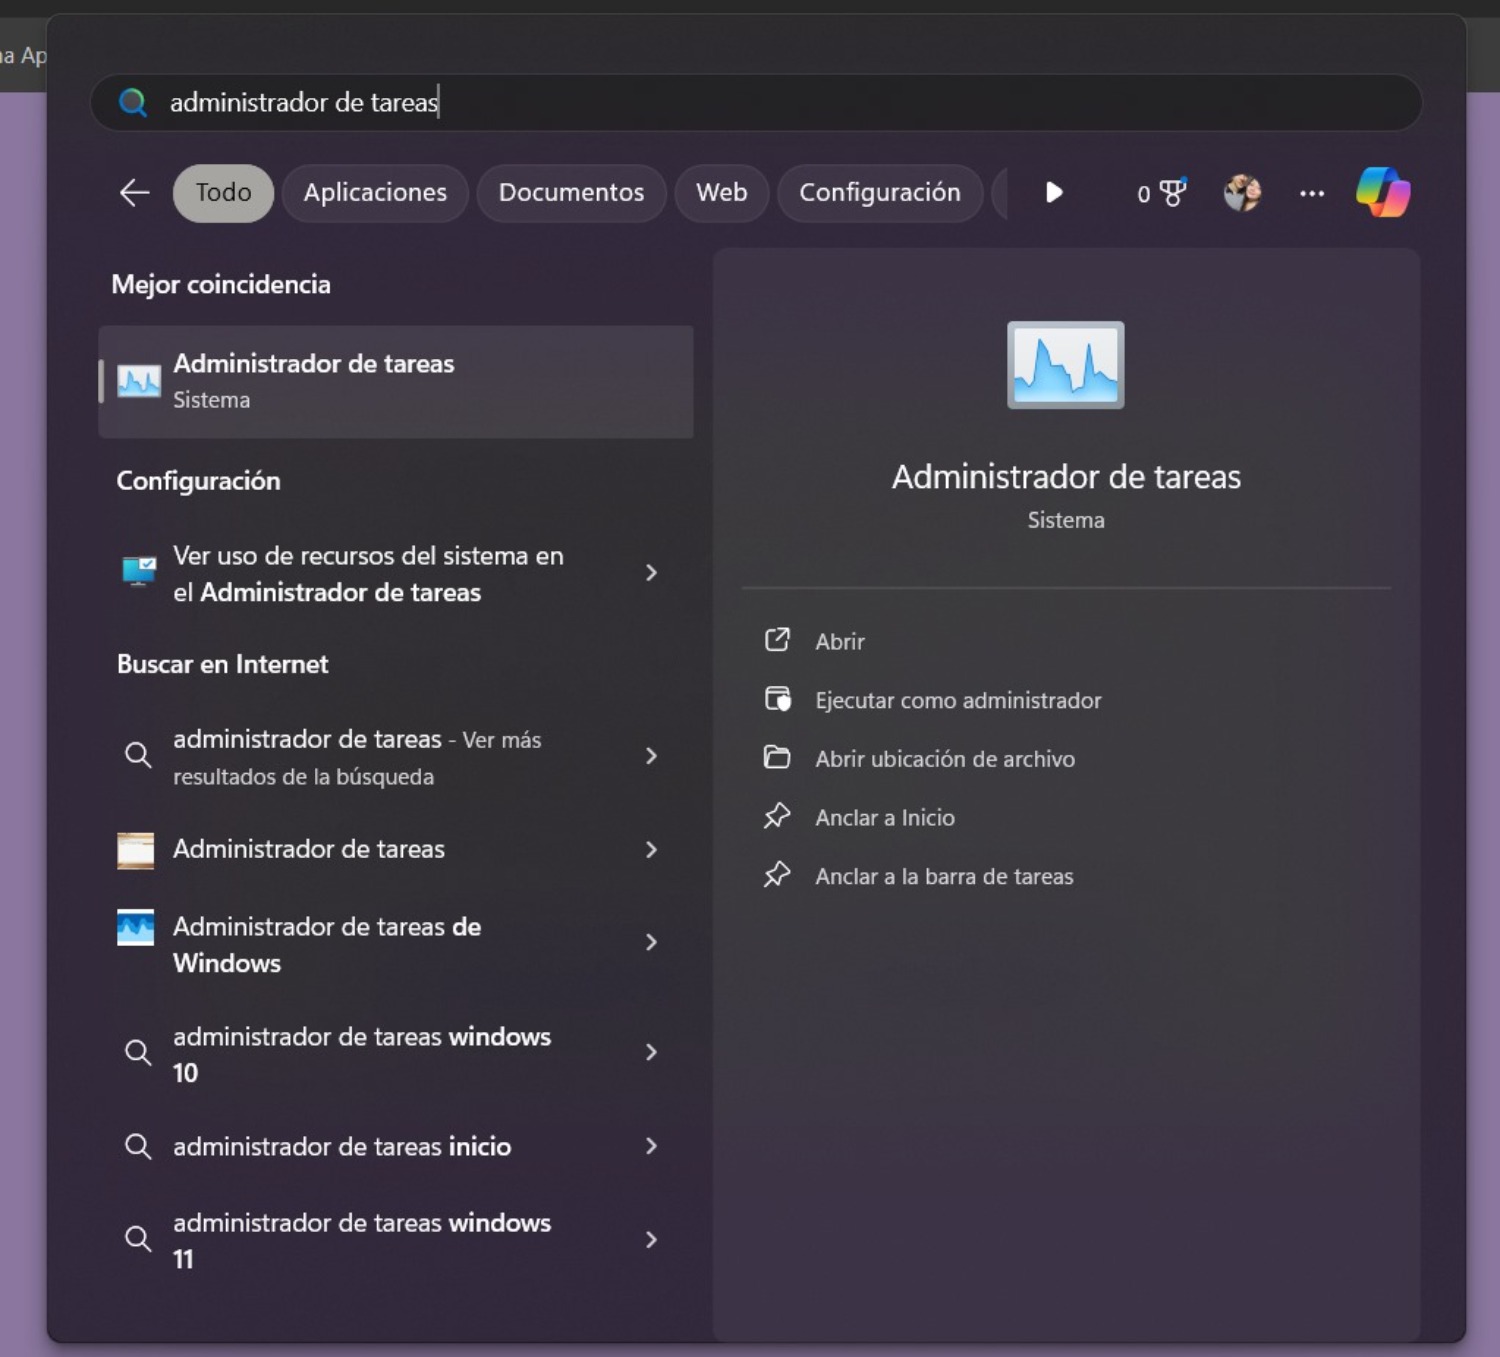 na Ap
administrador de tareas
Todo
Aplicaciones
Documentos
Web
Configuración
0
Mejor coincidencia
Administrador de tareas
Sistema
Configuración
Ver uso de recursos del sistema en
el Administrador de tareas
Buscar en Internet
administrador de tareas - Ver más
resultados de la búsqueda
Administrador de tareas
Administrador de tareas de
Windows
administrador de tareas windows
10
administrador de tareas inicio
administrador de tareas windows
11
Administrador de tareas
Sistema
Abrir
Ejecutar como administrador
Abrir ubicación de archivo
Anclar a Inicio
Anclar a la barra de tareas